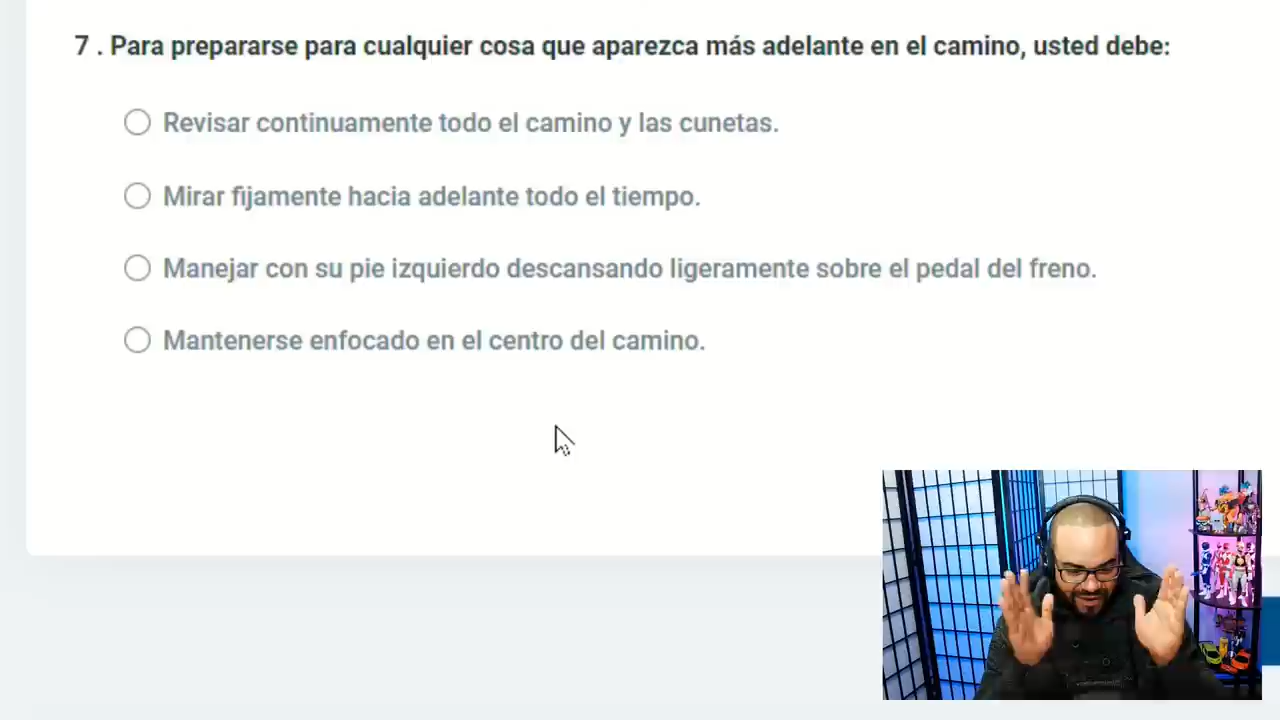 7 . Para prepararse para cualquier cosa que aparezca más adelante en el camino, usted debe:
Revisar continuamente todo el camino y las cunetas.
Mirar fijamente hacia adelante todo el tiempo.
Manejar con su pie izquierdo descansando ligeramente sobre el pedal del freno.
Mantenerse enfocado en el centro del camino.